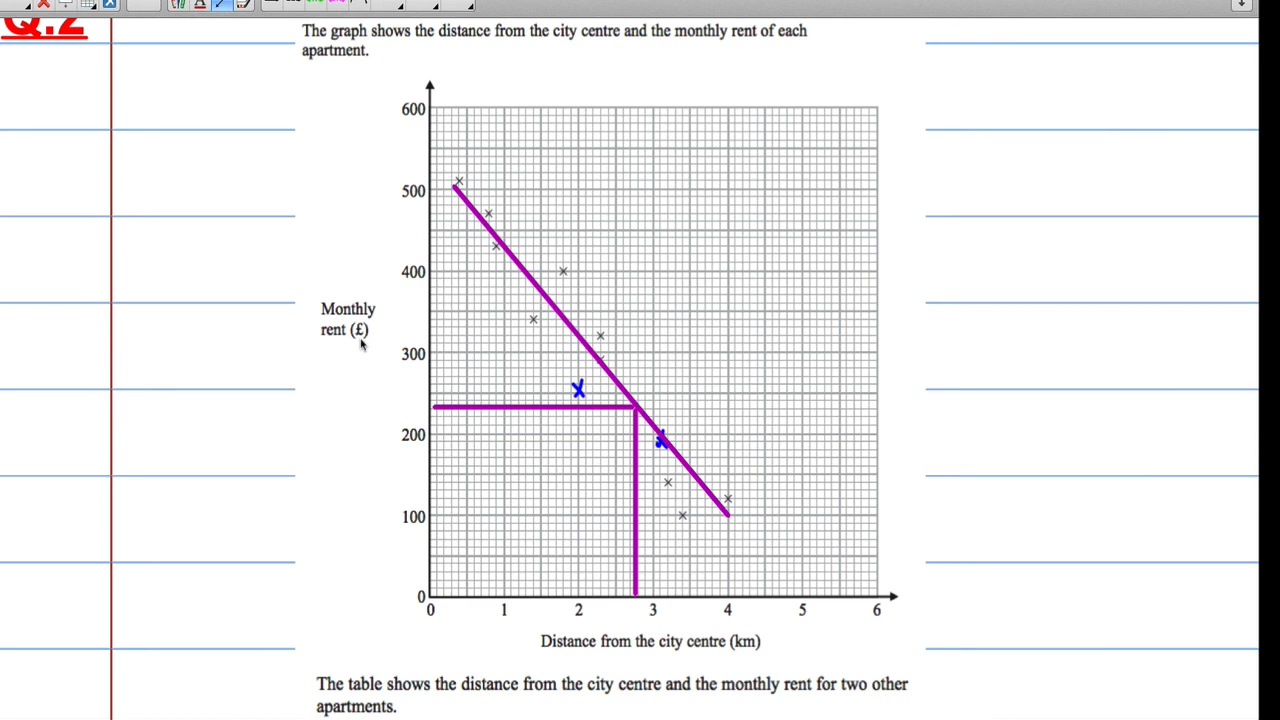 Q.2
The graph shows the distance from the city centre and the monthly rent of each
apartment.
600
500
400
Monthly
rent (£)
300
200
100
0
0 1 2 3 4 5 6
Distance from the city centre (km)
The table shows the distance from the city centre and the monthly rent for two other
apartments.